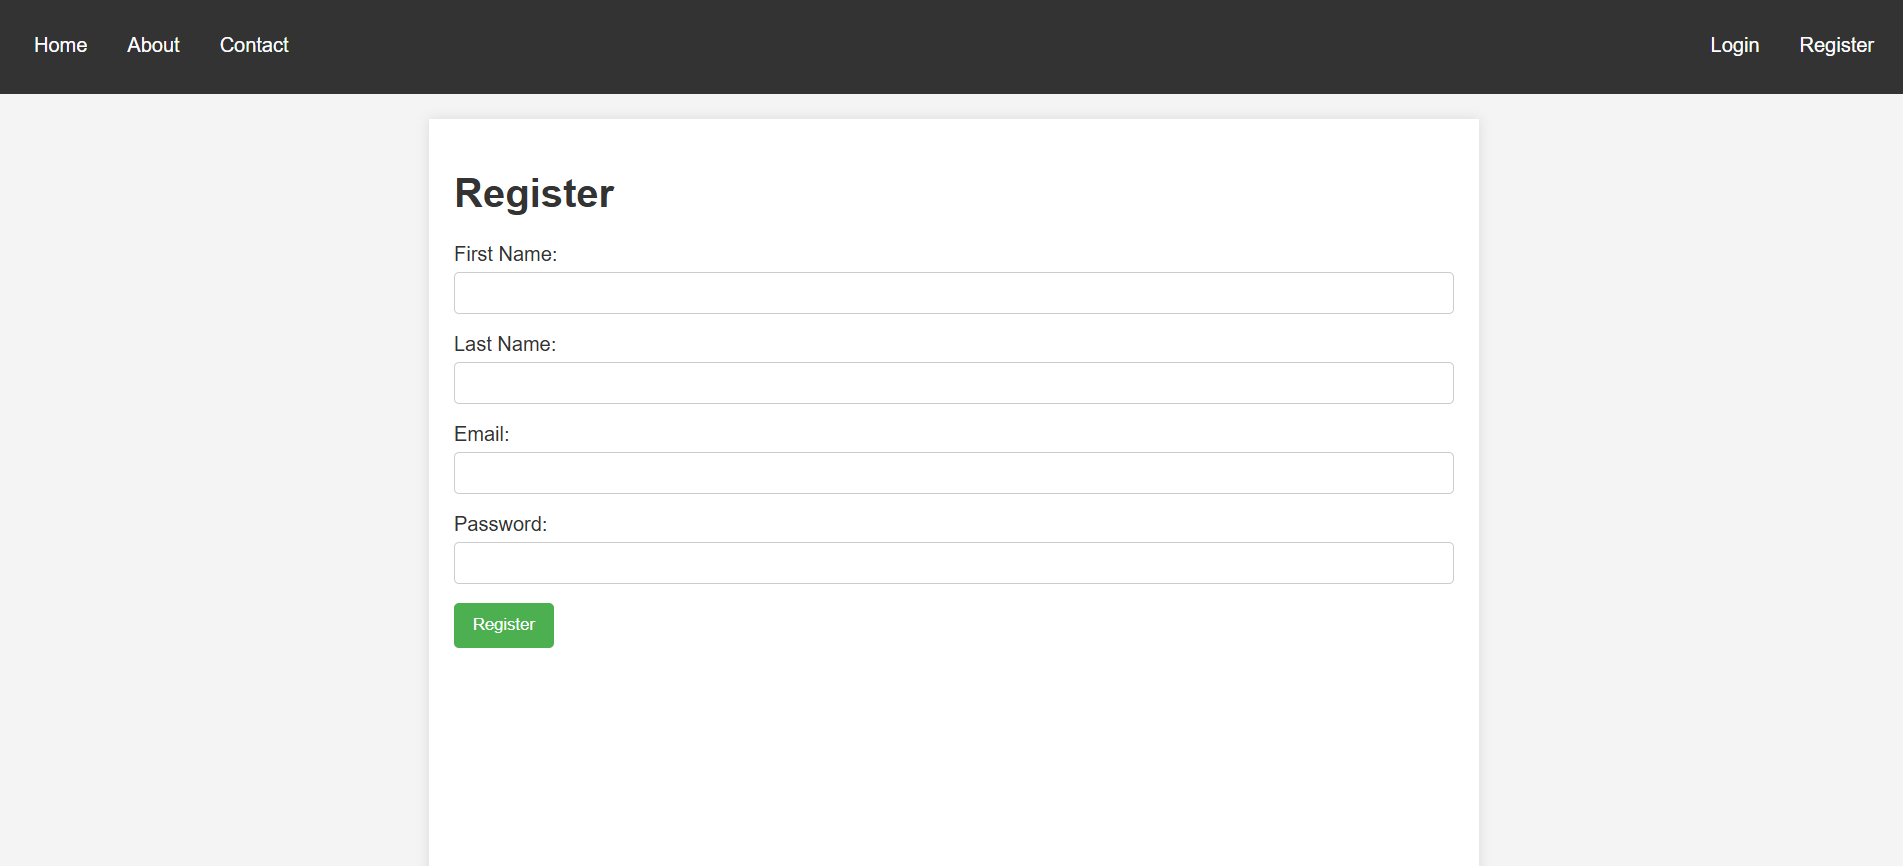 Home About Contact Login Register
Register
First Name:
Last Name:
Email:
Password:
Register